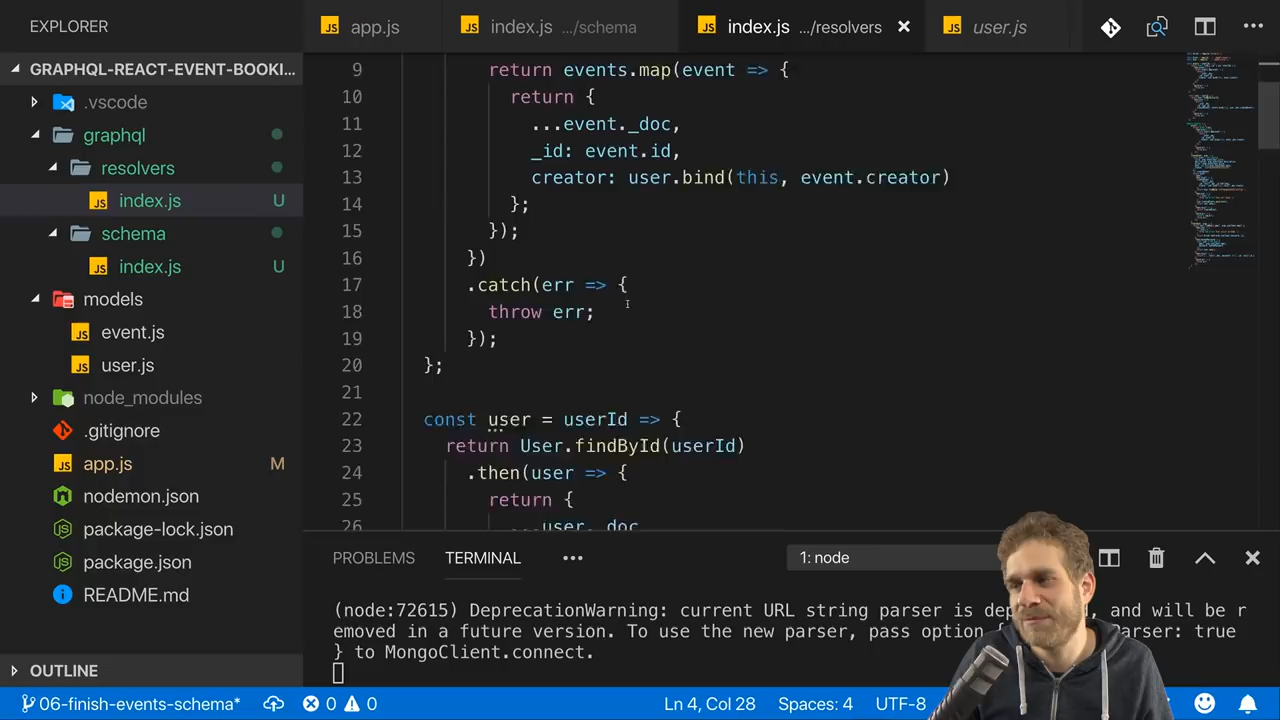 EXPLORER
app.js
index.js .../schema
index.js .../resolvers
user.js
GRAPHQL-REACT-EVENT-BOOKI...
.vscode
graphql
resolvers
index.js U
schema
index.js U
models
event.js
user.js
node_modules
.gitignore
app.js M
nodemon.json
package-lock.json
package.json
README.md
OUTLINE
9 return events.map(event => {
10 return {
11 ...event._doc,
12 _id: event.id,
13 creator: user.bind(this, event.creator)
14 };
15 });
16 })
17 .catch(err => {
18 throw err;
19 });
20 };
21
22 const user = userId => {
23 return User.findById(userId)
24 .then(user => {
25 return {
26 ...user._doc
PROBLEMS TERMINAL ••• 1: node
(node:72615) DeprecationWarning: current URL string parser is dep d, and will be r
emoved in a future version. To use the new parser, pass option { Parser: true
} to MongoClient.connect.
06-finish-events-schema* 0 0 Ln 4, Col 28 Spaces: 4 UTF-8